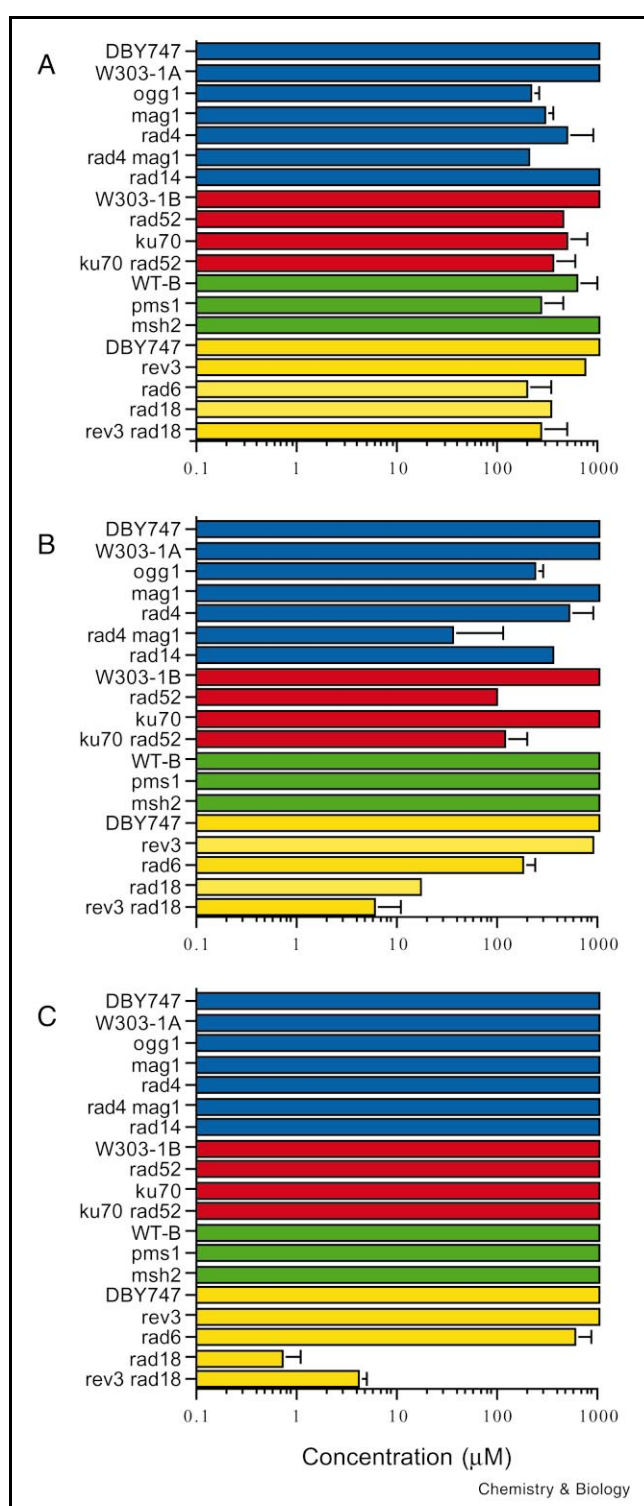 A
DBY747
W303-1A
ogg1
mag1
rad4
rad4 mag1
rad14
W303-1B
rad52
ku70
ku70 rad52
WT-B
pms1
msh2
DBY747
rev3
rad6
rad18
rev3 rad18
0.1 1 10 100 1000
B
DBY747
W303-1A
ogg1
mag1
rad4
rad4 mag1
rad14
W303-1B
rad52
ku70
ku70 rad52
WT-B
pms1
msh2
DBY747
rev3
rad6
rad18
rev3 rad18
0.1 1 10 100 1000
C
DBY747
W303-1A
ogg1
mag1
rad4
rad4 mag1
rad14
W303-1B
rad52
ku70
ku70 rad52
WT-B
pms1
msh2
DBY747
rev3
rad6
rad18
rev3 rad18
0.1 1 10 100 1000
Concentration (μM)
Chemistry & Biology